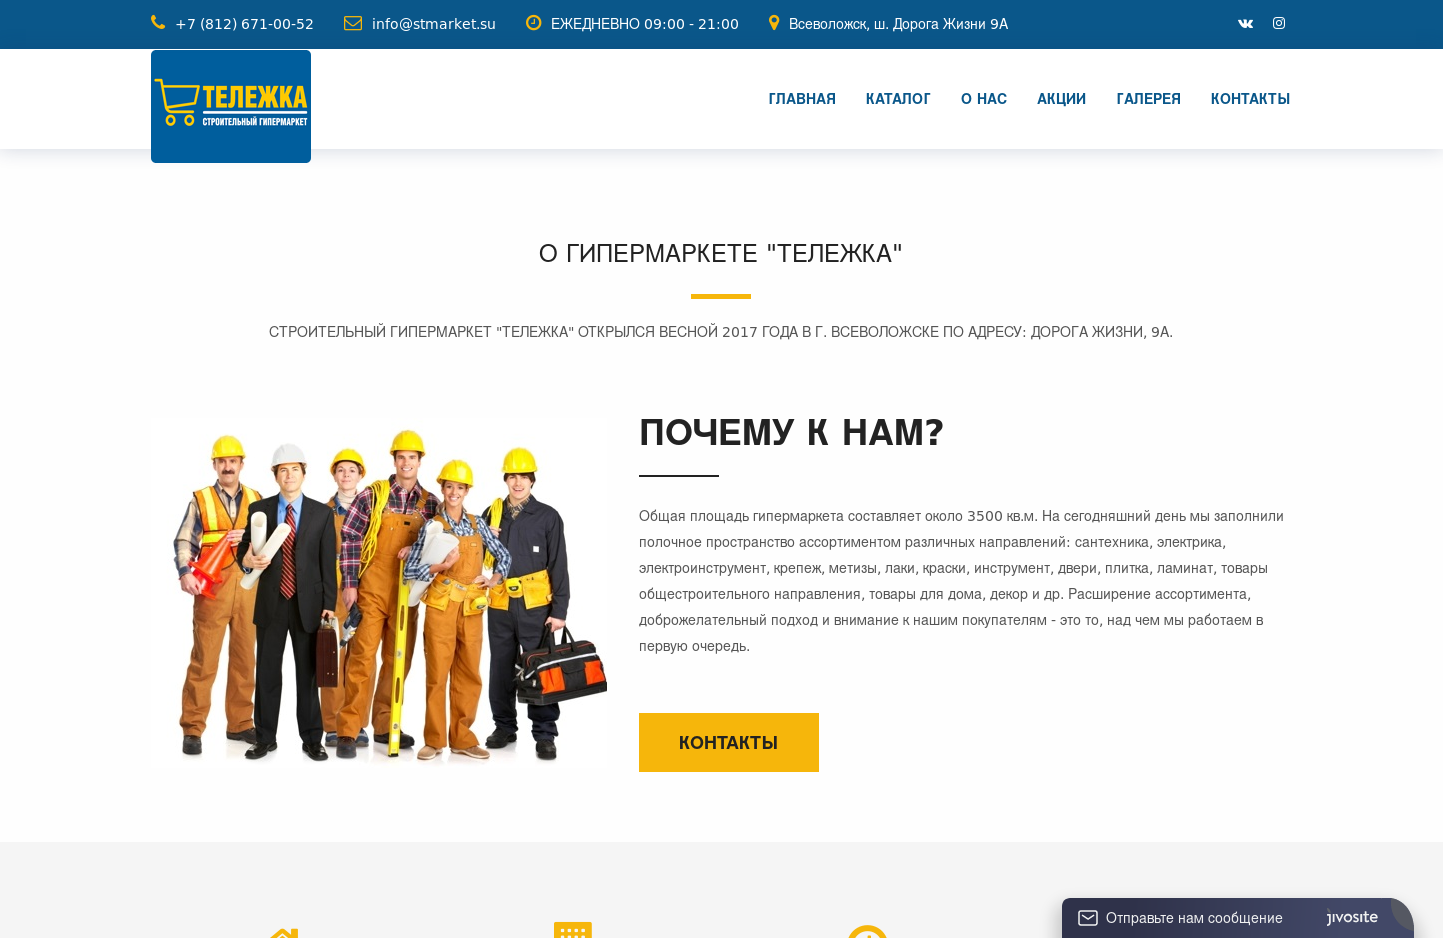 +7 (812) 671-00-52
info@stmarket.su
ЕЖЕДНЕВНО 09:00 - 21:00
Всеволожск, ш. Дорога Жизни 9А
ТЕЛЕЖКА
СТРОИТЕЛЬНЫЙ ГИПЕРМАРКЕТ
ГЛАВНАЯ
КАТАЛОГ
О НАС
АКЦИИ
ГАЛЕРЕЯ
КОНТАКТЫ
О ГИПЕРМАРКЕТЕ "ТЕЛЕЖКА"
СТРОИТЕЛЬНЫЙ ГИПЕРМАРКЕТ "ТЕЛЕЖКА" ОТКРЫЛСЯ ВЕСНОЙ 2017 ГОДА В Г. ВСЕВОЛОЖСКЕ ПО АДРЕСУ: ДОРОГА ЖИЗНИ, 9А.
ПОЧЕМУ К НАМ?
Общая площадь гипермаркета составляет около 3500 кв.м. На сегодняшний день мы заполнили
полочное пространство ассортиментом различных направлений: сантехника, электрика,
электроинструмент, крепеж, метизы, лаки, краски, инструмент, двери, плитка, ламинат, товары
общестроительного направления, товары для дома, декор и др. Расширение ассортимента,
доброжелательный подход и внимание к нашим покупателям - это то, над чем мы работаем в
первую очередь.
КОНТАКТЫ
Отправьте нам сообщение
jivosite